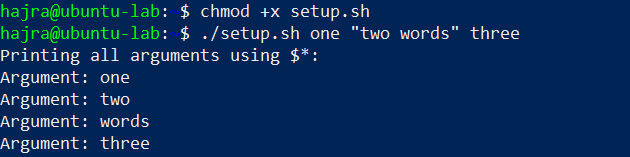 hajra@ubuntu-lab:~$ chmod +x setup.sh
hajra@ubuntu-lab:~$ ./setup.sh one "two words" three
Printing all arguments using $*:
Argument: one
Argument: two
Argument: words
Argument: three